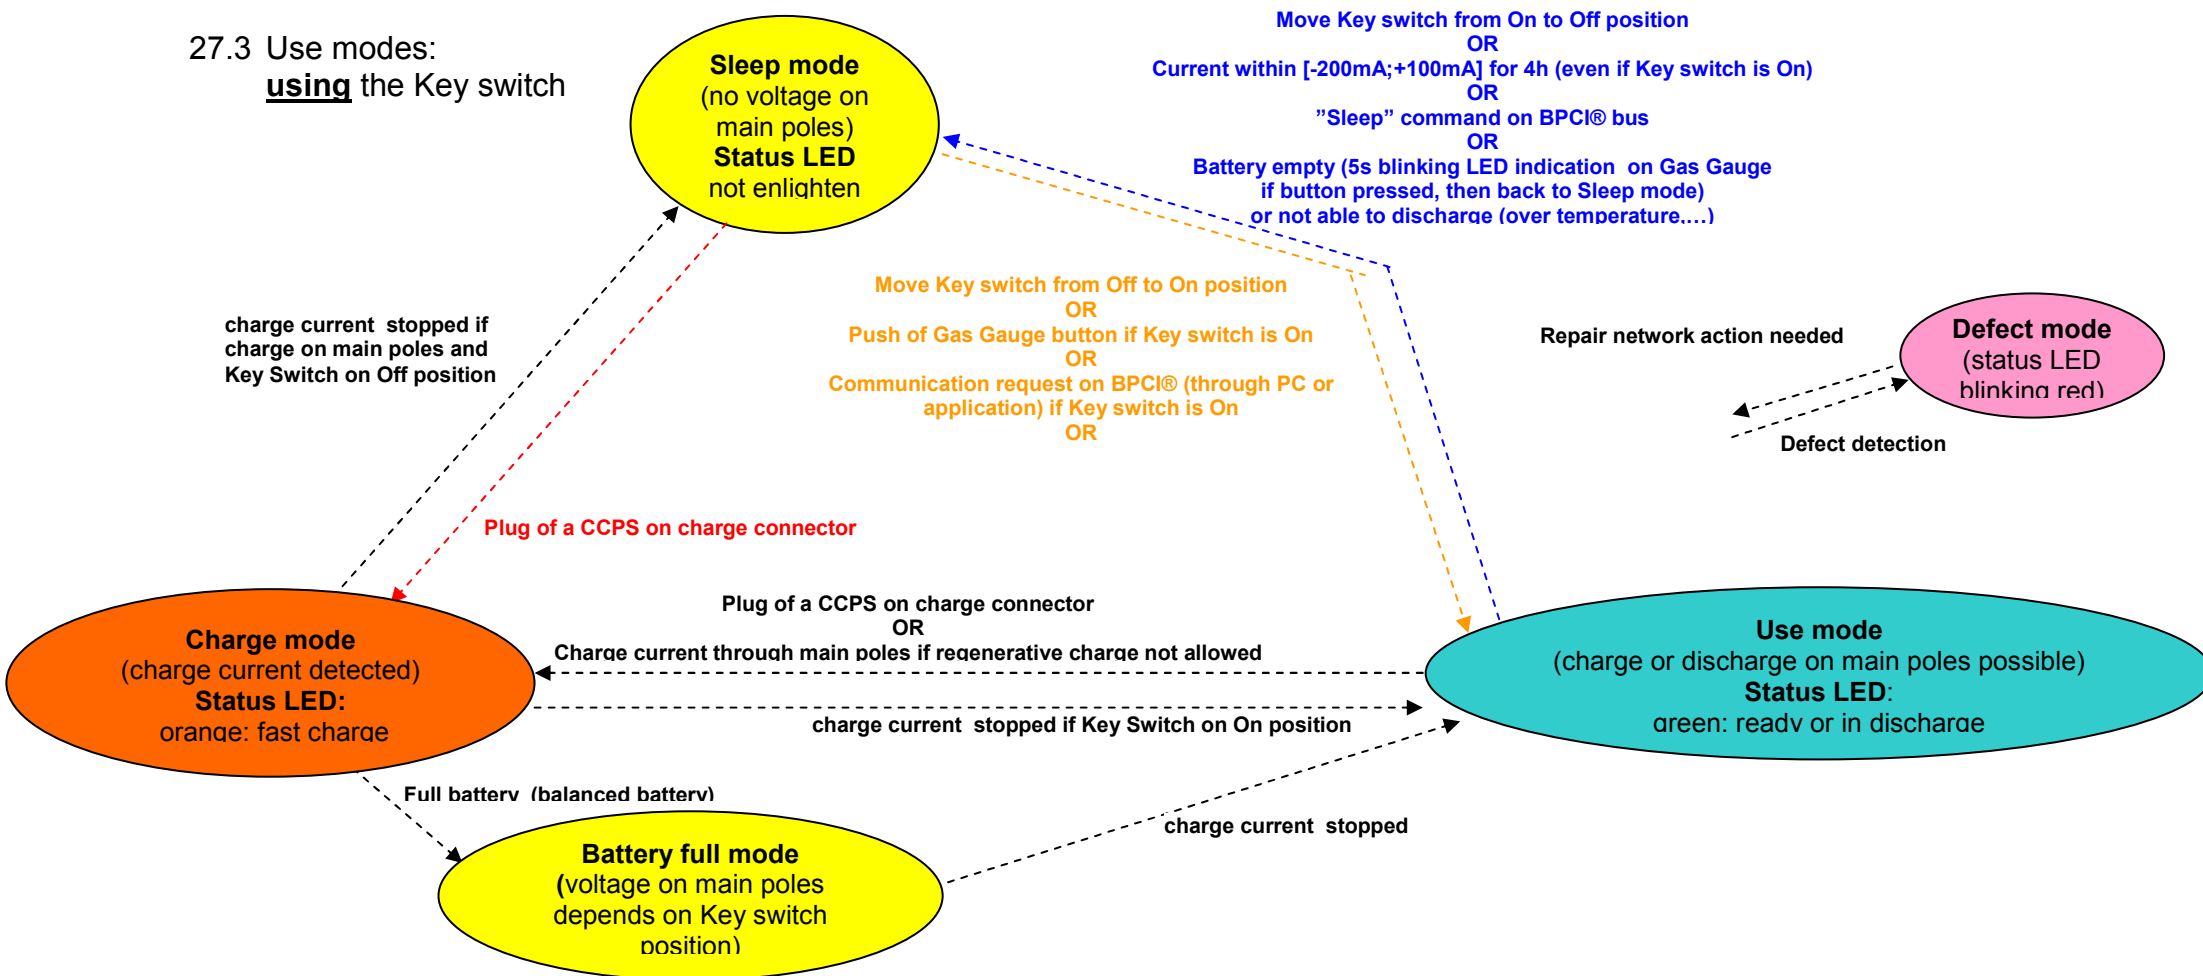 27.3 Use modes:
using the Key switch
Sleep mode
(no voltage on
main poles)
Status LED
not enlighten
Move Key switch from On to Off position
OR
Current within [-200mA;+100mA] for 4h (even if Key switch is On)
OR
”Sleep” command on BPCI® bus
OR
Battery empty (5s blinking LED indication on Gas Gauge
if button pressed, then back to Sleep mode)
or not able to discharge (over temperature,…)
Move Key switch from Off to On position
OR
Push of Gas Gauge button if Key switch is On
OR
Communication request on BPCI® (through PC or
application) if Key switch is On
OR
charge current stopped if
charge on main poles and
Key Switch on Off position
Repair network action needed
Defect mode
(status LED
blinking red)
Defect detection
Plug of a CCPS on charge connector
Plug of a CCPS on charge connector
OR
Charge current through main poles if regenerative charge not allowed
Charge mode
(charge current detected)
Status LED:
orange: fast charge
Use mode
(charge or discharge on main poles possible)
Status LED:
green: ready or in discharge
charge current stopped if Key Switch on On position
Full battery (balanced battery)
charge current stopped
Battery full mode
(voltage on main poles
depends on Key switch
position)